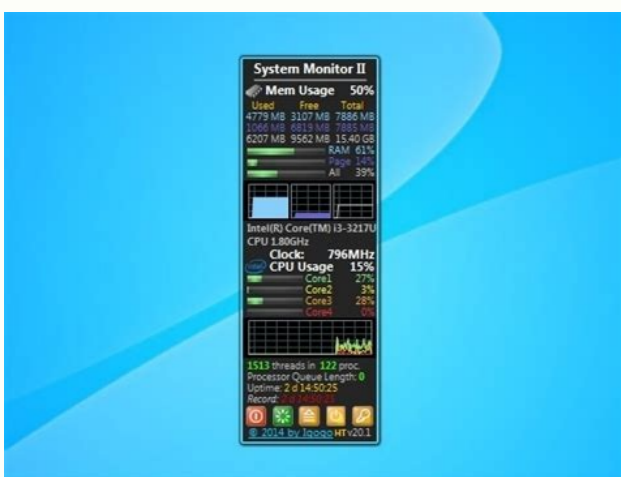 System Monitor II
Mem Usage 50%
Used Free Total
4779 MB 3107 MB 7886 MB
1066 MB 6819 MB 7885 MB
6207 MB 9562 MB 15.40 GB
RAM 61%
Page 14%
All 39%
Intel(R) Core(TM) i3-3217U
CPU 1.80GHz
Clock: 796MHz
CPU Usage 15%
Core1 27%
Core2 3%
Core3 28%
Core4 0%
1513 threads in 122 proc.
Processor Queue Length: 0
Uptime: 2 d 14:50:25
Record: 2 d 14:50:25
© 2014 by Igogo HT v20.1